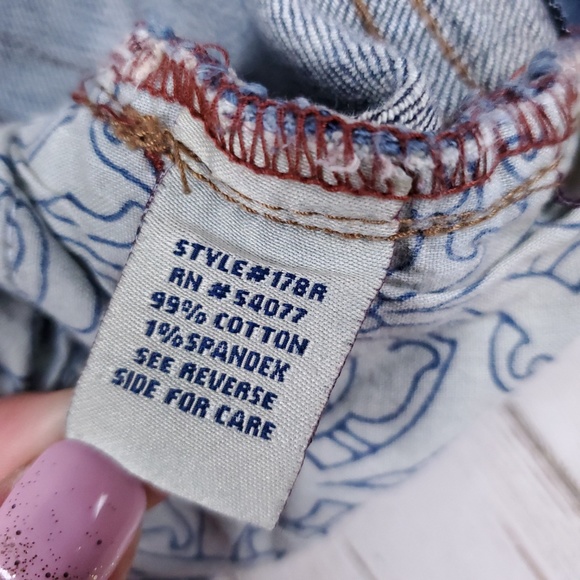 STYLE#178R
RN #54077
99% COTTON
1%SPANDEX
SEE REVERSE
SIDE FOR CARE